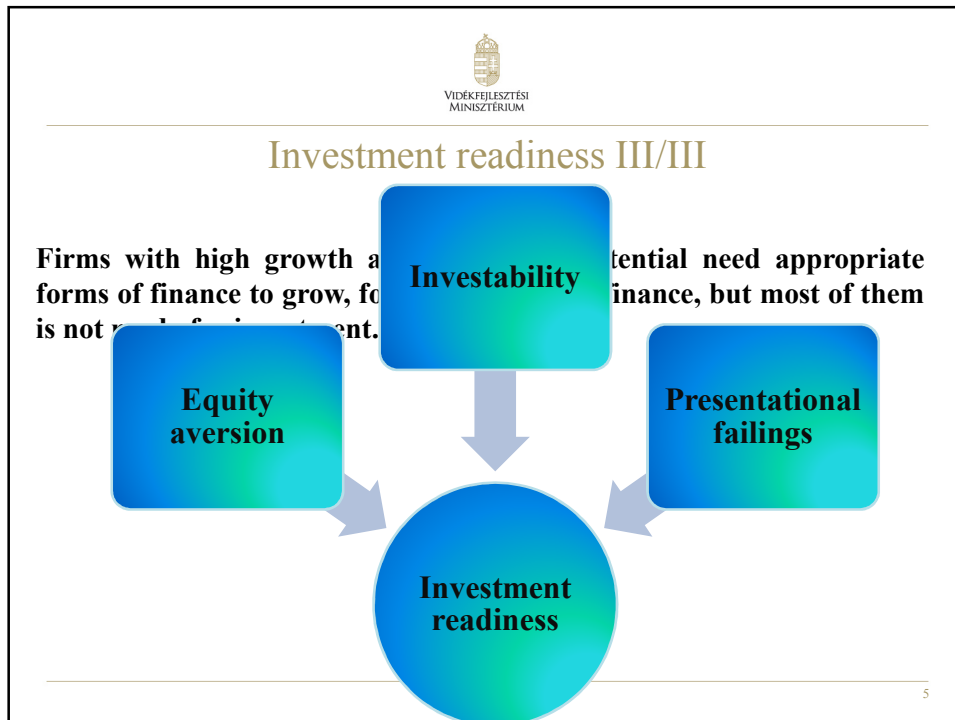 VIDÉKFEJLESZTÉSI
MINISZTÉRIUM
Investment readiness III/III
Firms with high growth a tential need appropriate
forms of finance to grow, fo inance, but most of them
is not ent.
Investability
Equity
aversion
Presentational
failings
Investment
readiness
5